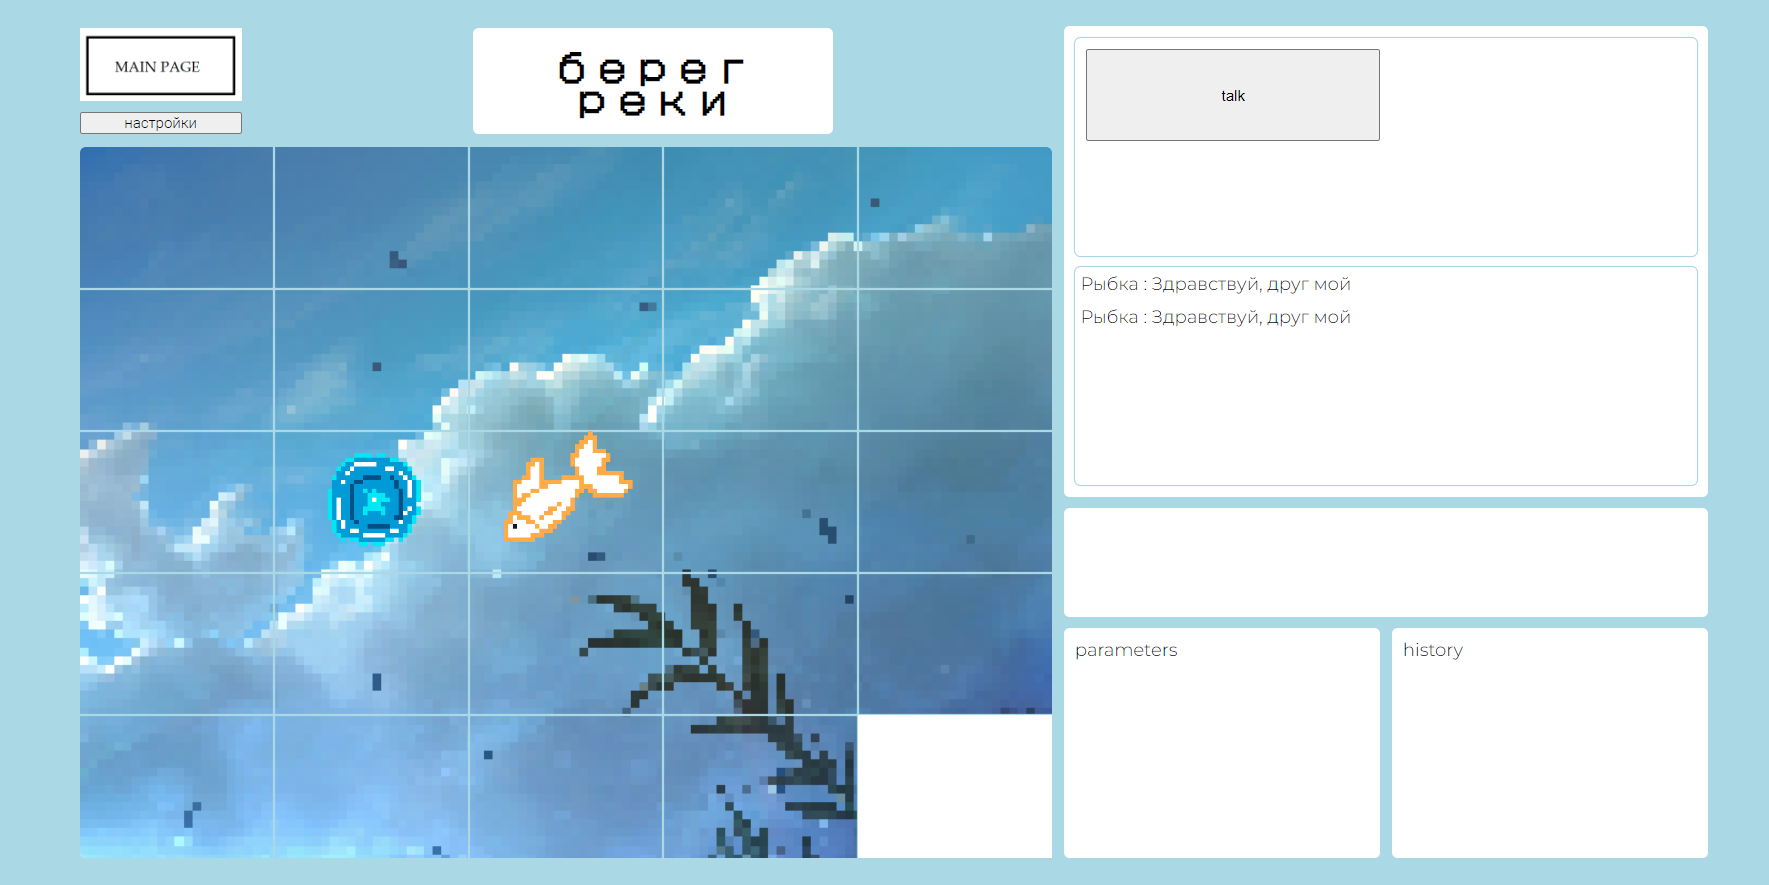 MAIN PAGE
настройки
берег
реки
talk
Рыбка : Здравствуй, друг мой
Рыбка : Здравствуй, друг мой
parameters
history